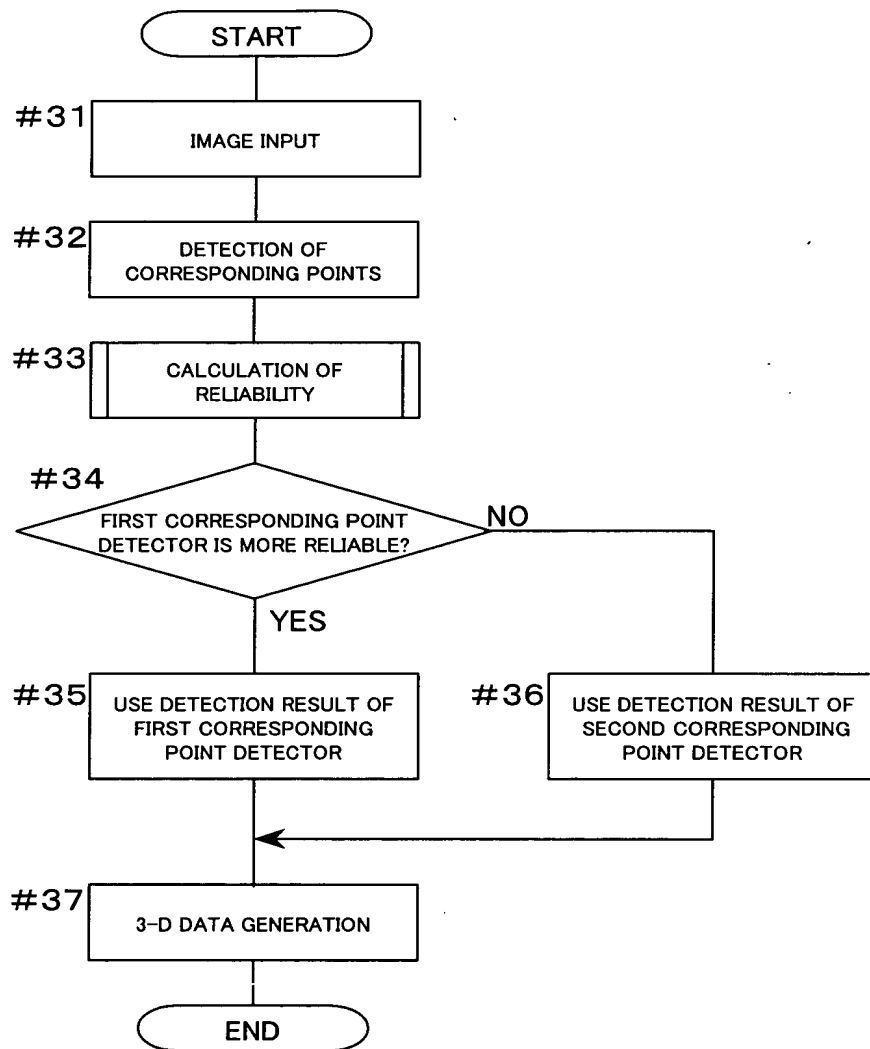 START
#31
IMAGE INPUT
#32
DETECTION OF
CORRESPONDING POINTS
#33
CALCULATION OF
RELIABILITY
#34
FIRST CORRESPONDING POINT
DETECTOR IS MORE RELIABLE?
NO
YES
#35
USE DETECTION RESULT OF
FIRST CORRESPONDING
POINT DETECTOR
#36
USE DETECTION RESULT OF
SECOND CORRESPONDING
POINT DETECTOR
#37
3-D DATA GENERATION
END